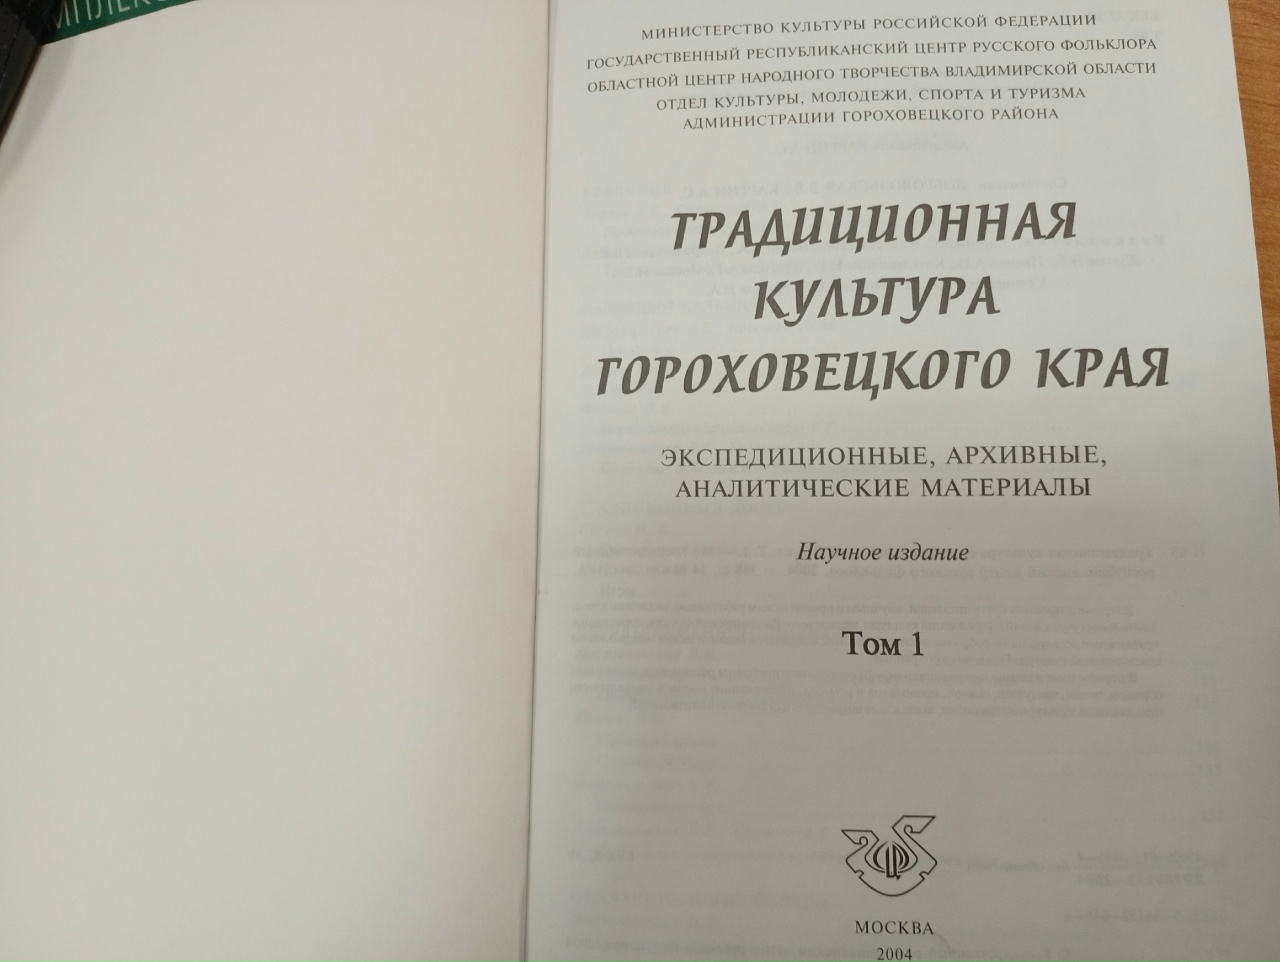 МИНИСТЕРСТВО КУЛЬТУРЫ РОССИЙСКОЙ ФЕДЕРАЦИИ
ГОСУДАРСТВЕННЫЙ РЕСПУБЛИКАНСКИЙ ЦЕНТР РУССКОГО ФОЛЬКЛОРА
ОБЛАСТНОЙ ЦЕНТР НАРОДНОГО ТВОРЧЕСТВА ВЛАДИМИРСКОЙ ОБЛАСТИ
ОТДЕЛ КУЛЬТУРЫ, МОЛОДЕЖИ, СПОРТА И ТУРИЗМА
АДМИНИСТРАЦИИ ГОРОХОВЕЦКОГО РАЙОНА
ТРАДИЦИОННАЯ
КУЛЬТУРА
ГОРОХОВЕЦКОГО КРАЯ
ЭКСПЕДИЦИОННЫЕ, АРХИВНЫЕ,
АНАЛИТИЧЕСКИЕ МАТЕРИАЛЫ
Научное издание
Том 1
МОСКВА
2004